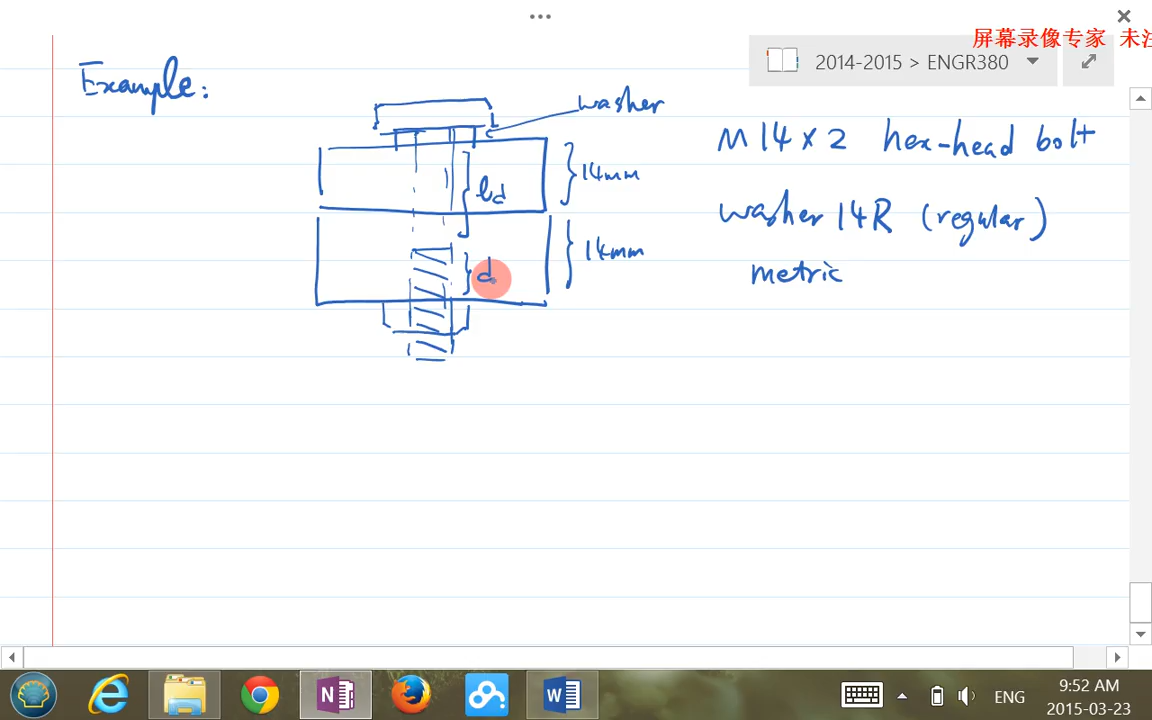 屏幕录像专家 未
2014-2015 > ENGR380
Example:
washer
M14×2 hex-head bolt
14mm
ld
washer 14R (regular)
14mm
d
metric
ENG
9:52 AM
2015-03-23